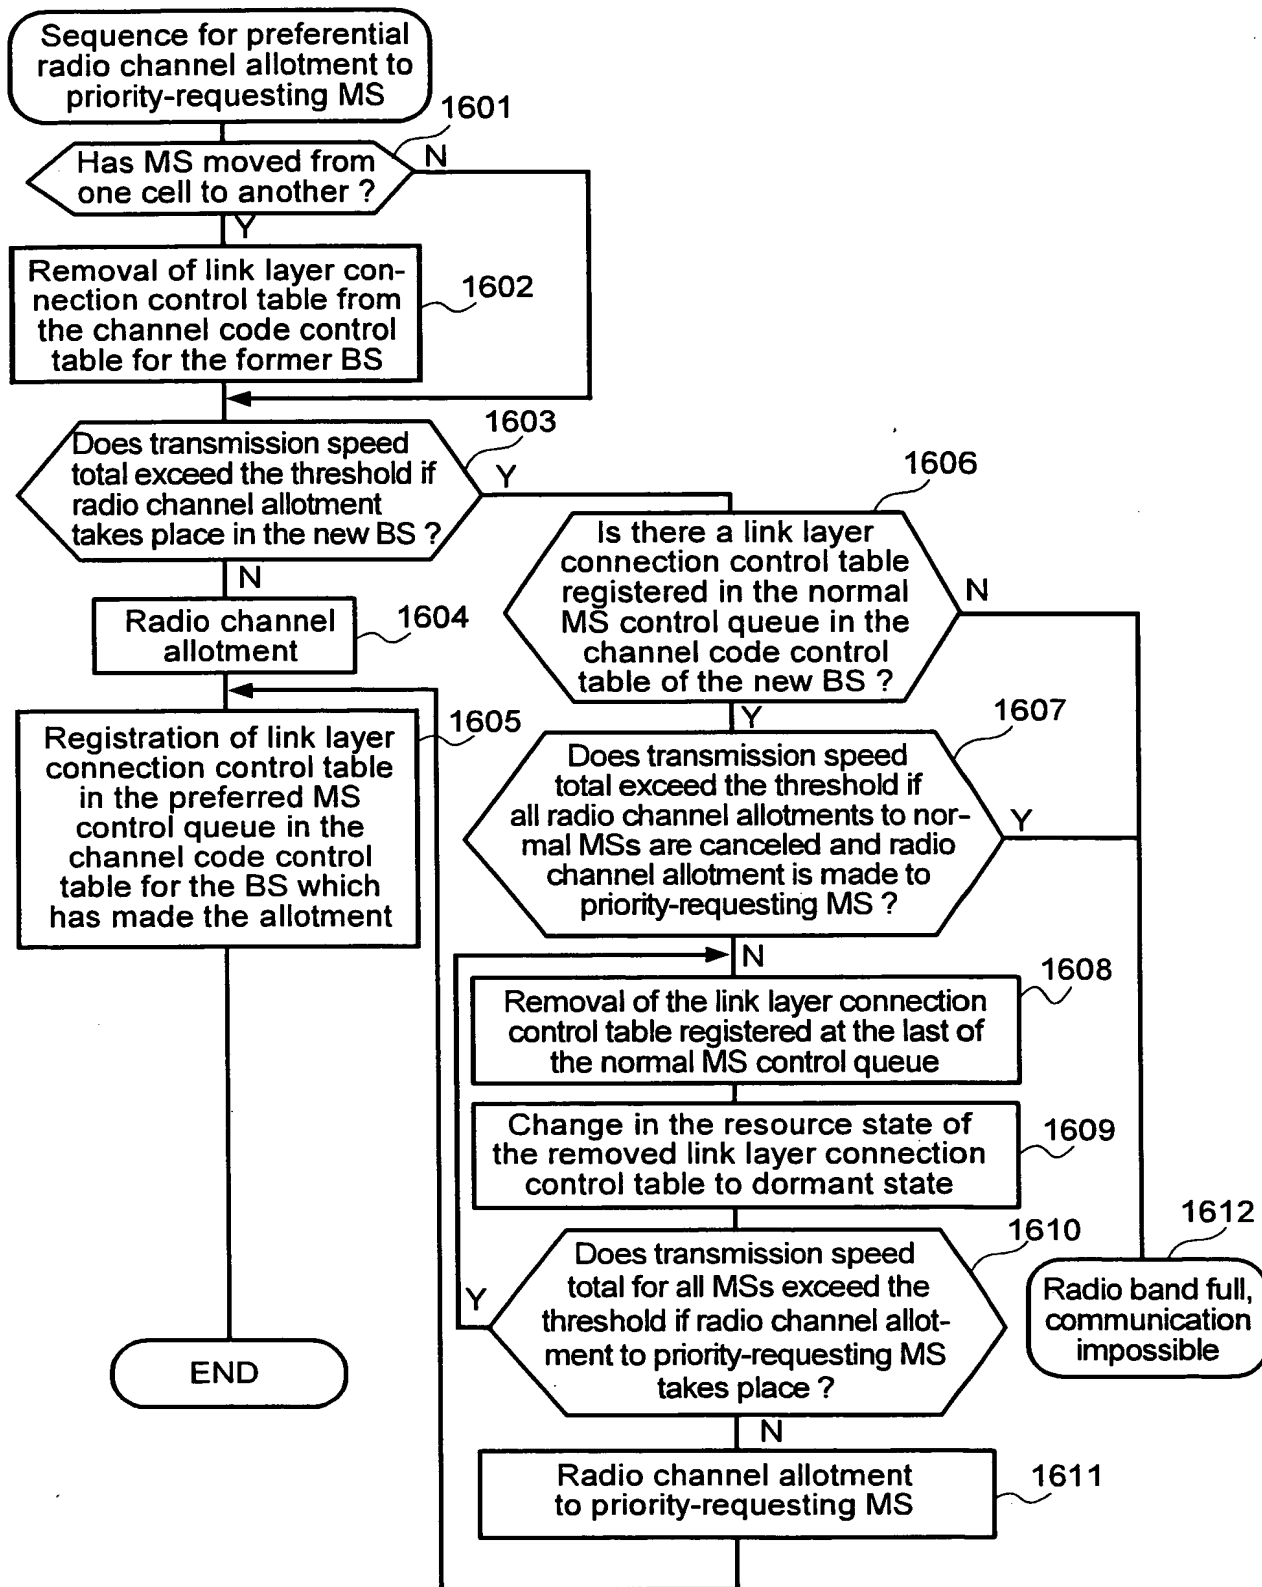 Sequence for preferential
radio channel allotment to
priority-requesting MS
1601
Has MS moved from
one cell to another ?
N
Y
Removal of link layer con-
nection control table from
the channel code control
table for the former BS
1602
1603
Does transmission speed
total exceed the threshold if
radio channel allotment
takes place in the new BS ?
Y
N
Radio channel
allotment
1604
1605
Registration of link layer
connection control table
in the preferred MS
control queue in the
channel code control
table for the BS which
has made the allotment
END
1606
Is there a link layer
connection control table
registered in the normal
MS control queue in the
channel code control
table of the new BS ?
N
Y
1607
Does transmission speed
total exceed the threshold if
all radio channel allotments to nor-
mal MSs are canceled and radio
channel allotment is made to
priority-requesting MS ?
Y
N
1608
Removal of the link layer connection
control table registered at the last of
the normal MS control queue
Change in the resource state of
the removed link layer connection
control table to dormant state
1609
1610
Does transmission speed
total for all MSs exceed the
threshold if radio channel allot-
ment to priority-requesting MS
takes place ?
Y
N
Radio channel allotment
to priority-requesting MS
1611
1612
Radio band full,
communication
impossible